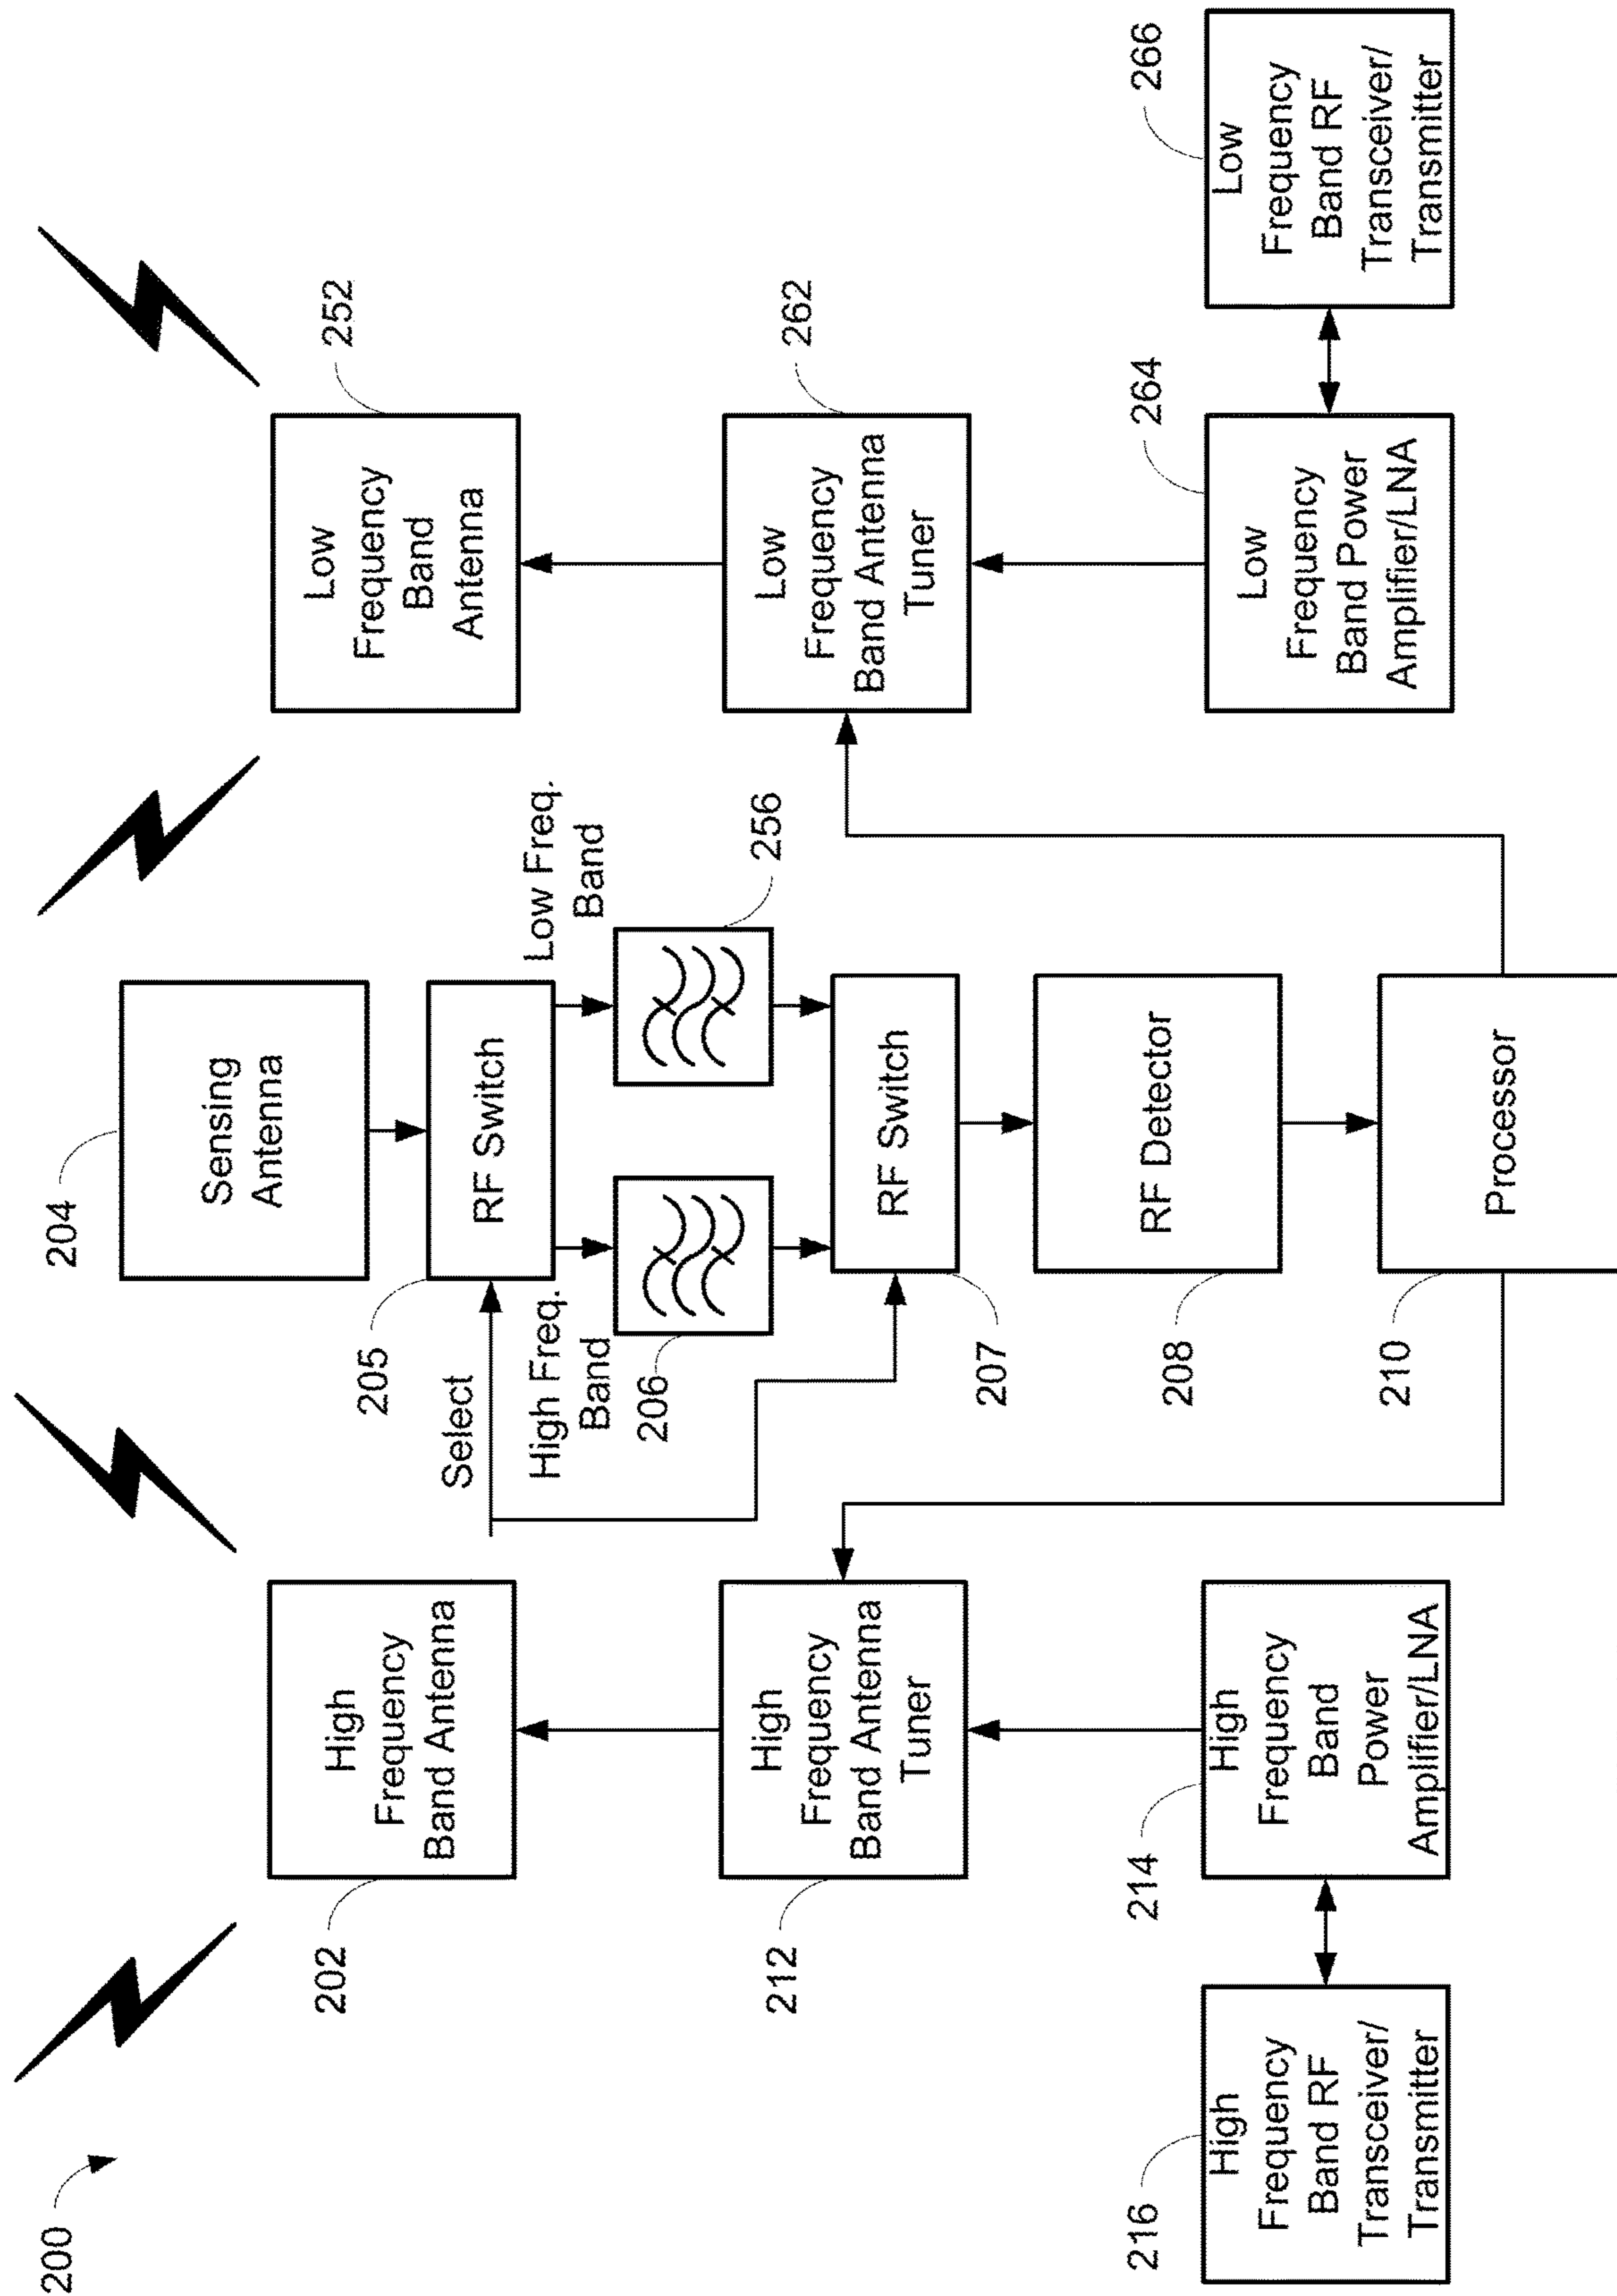 200
202
High
Frequency
Band Antenna
204
Sensing
Antenna
252
Low
Frequency
Band
Antenna
Select
205
RF Switch
High Freq.
Band
Low Freq.
Band
206
256
212
High
Frequency
Band Antenna
Tuner
207
RF Switch
262
Low
Frequency
Band Antenna
Tuner
208
RF Detector
216
High
Frequency
Band RF
Transceiver/
Transmitter
214
High
Frequency
Band
Power
Amplifier/LNA
210
Processor
264
Low
Frequency
Band Power
Amplifier/LNA
266
Low
Frequency
Band RF
Transceiver/
Transmitter